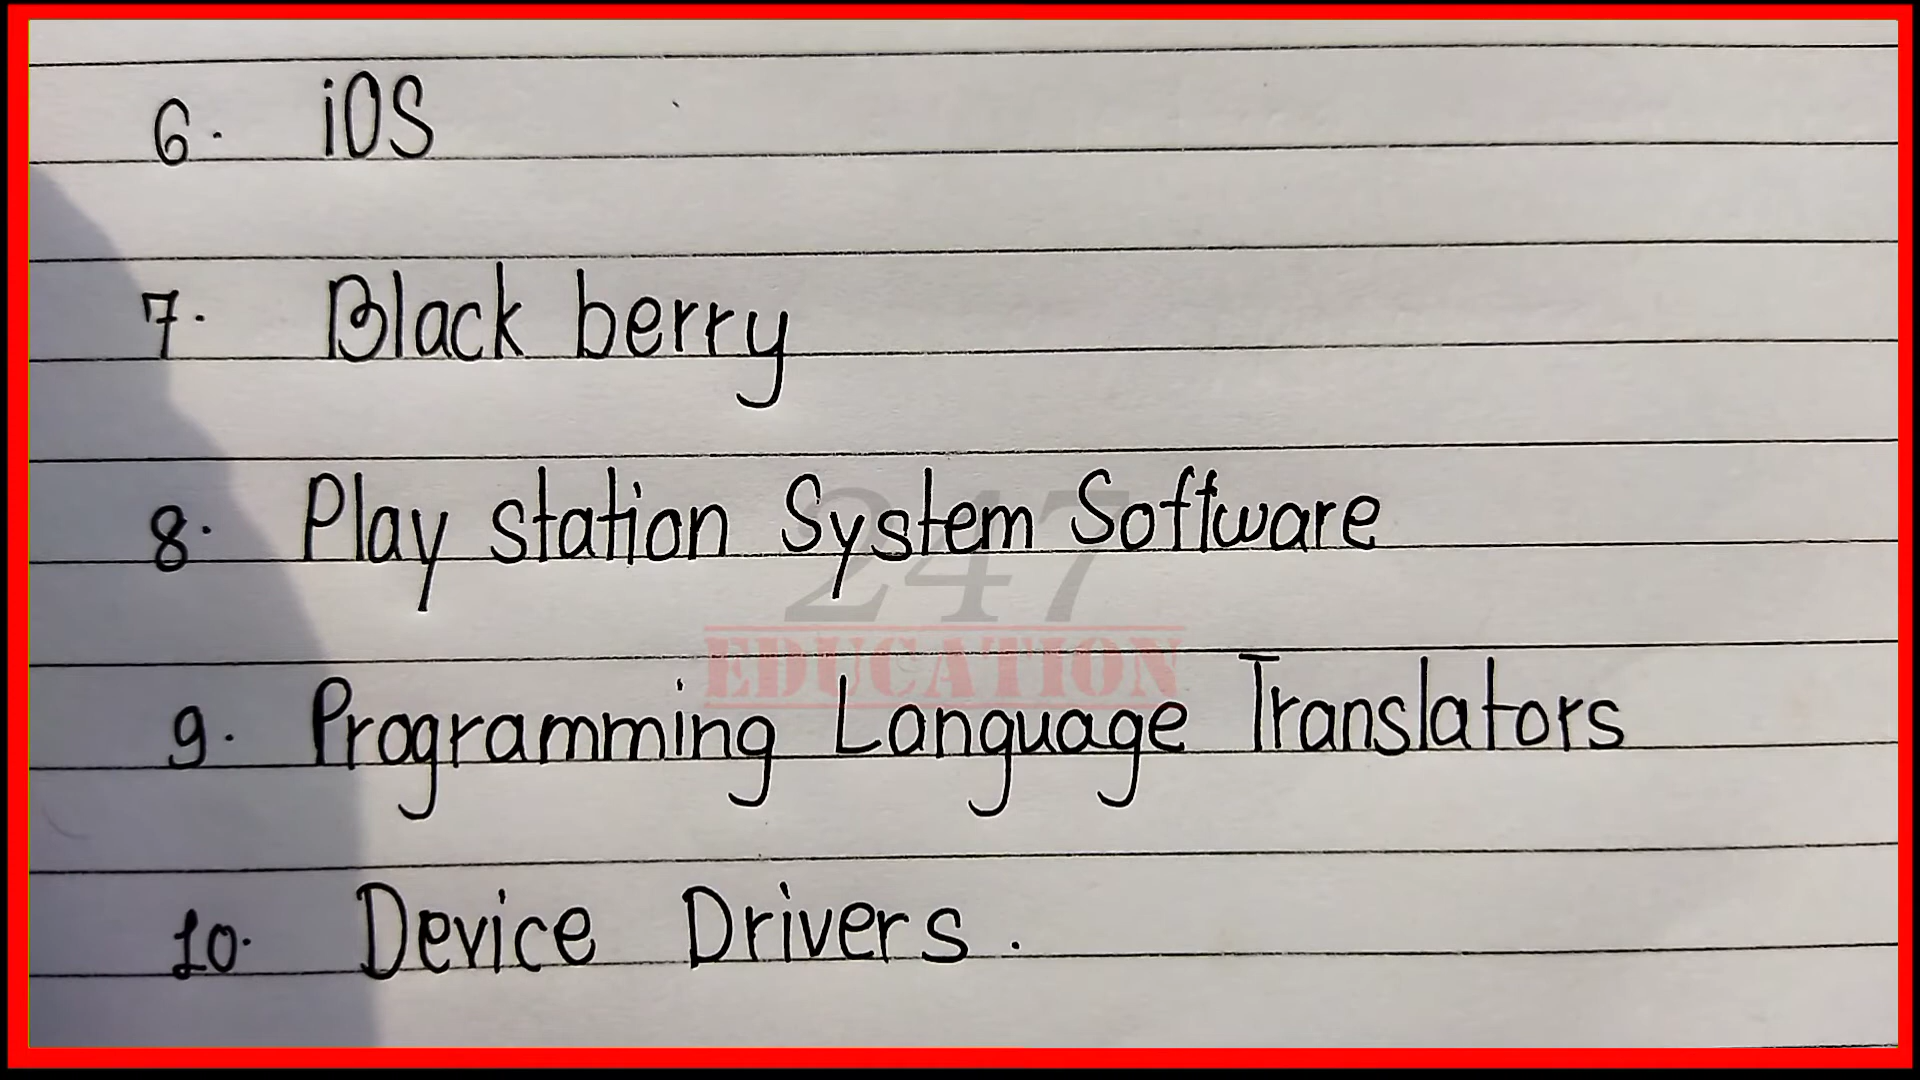 6. iOS
7. Black berry
8. Play station System Software
247
EDUCATION
9. Programming Language Translators
10. Device Drivers.